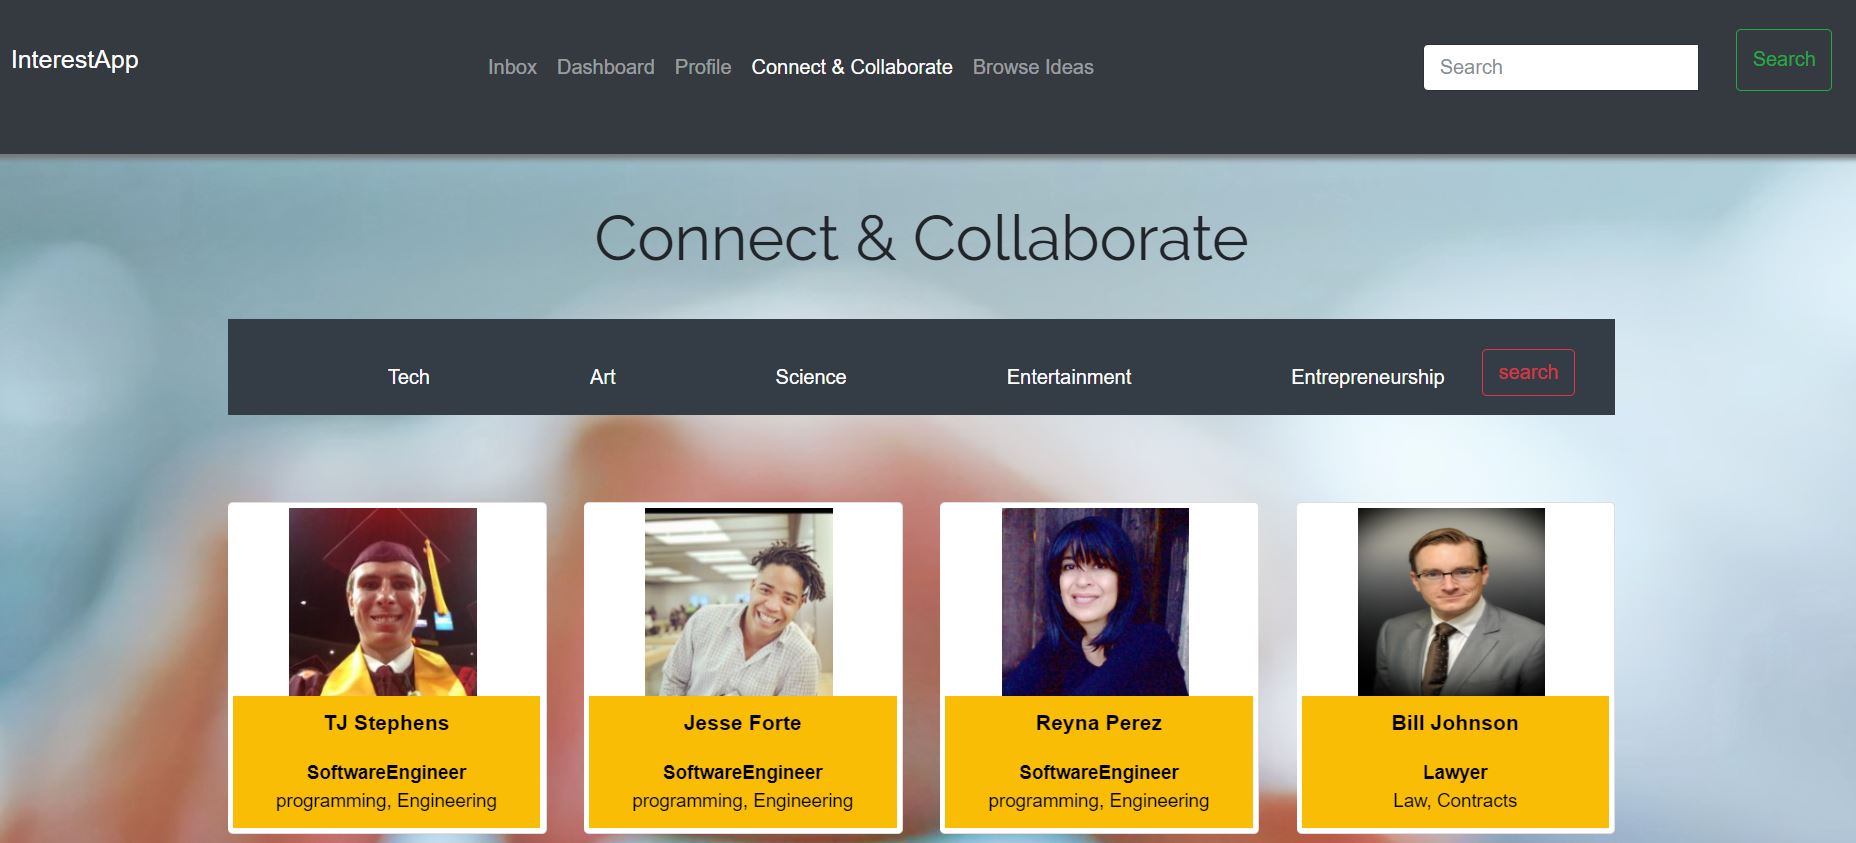 InterestApp
Inbox Dashboard Profile Connect & Collaborate Browse Ideas
Search
Search
Connect & Collaborate
Tech Art Science Entertainment Entrepreneurship search
TJ Stephens
SoftwareEngineer
programming, Engineering
Jesse Forte
SoftwareEngineer
programming, Engineering
Reyna Perez
SoftwareEngineer
programming, Engineering
Bill Johnson
Lawyer
Law, Contracts